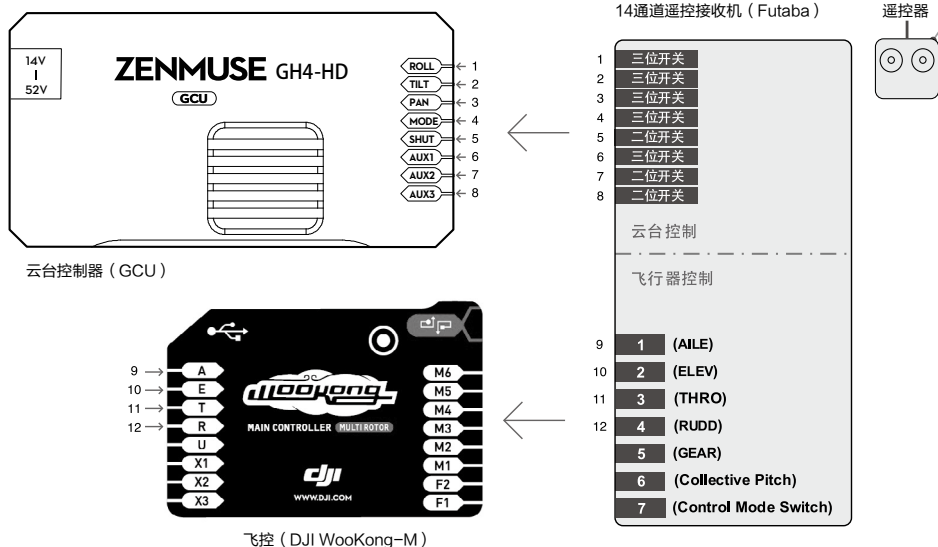 14通道遥控接收机（Futaba）
遥控器
14V
52V
ZENMUSE GH4-HD
GCU
ROLL 1
TILT 2
PAN 3
MODE 4
SHUT 5
AUX1 6
AUX2 7
AUX3 8
云台控制器（GCU）
1 三位开关
2 三位开关
3 三位开关
4 三位开关
5 二位开关
6 三位开关
7 二位开关
8 二位开关
云台控制
飞行器控制
9 1 (AILE)
10 2 (ELEV)
11 3 (THRO)
12 4 (RUDD)
5 (GEAR)
6 (Collective Pitch)
7 (Control Mode Switch)
9 A
10 E
11 T
12 R
U
X1
X2
X3
WooKong
MAIN CONTROLLER MULTI ROTOR
dji
WWW.DJI.COM
M6
M5
M4
M3
M2
M1
F2
F1
飞控（DJI WooKong-M）